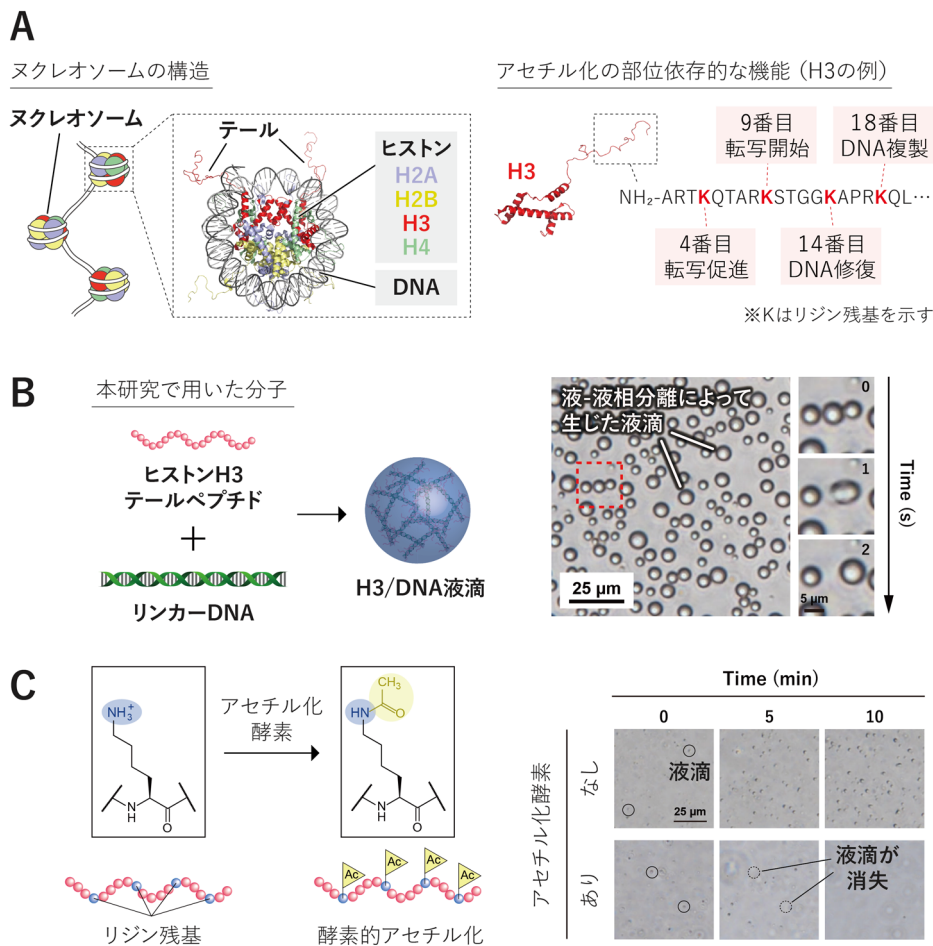 A
ヌクレオソームの構造
ヌクレオソーム
テール
ヒストン
H2A
H2B
H3
H4
DNA
アセチル化の部位依存的な機能（H3の例）
H3
9番目
転写開始
18番目
DNA複製
NH₂-ARTKQTARKSTGGKAPRKQL…
4番目
転写促進
14番目
DNA修復
※Kはリジン残基を示す
B
本研究で用いた分子
ヒストンH3
テールペプチド
＋
リンカーDNA
H3/DNA液滴
液-液相分離によって
生じた液滴
25 μm
0
1
2
5 μm
Time (s)
C
NH₃⁺
N
H
O
アセチル化
酵素
CH₃
HN
O
N
H
O
リジン残基
Ac
Ac
Ac
Ac
酵素的アセチル化
Time (min)
0
5
10
アセチル化酵素
なし
液滴
25 μm
あり
液滴が
消失